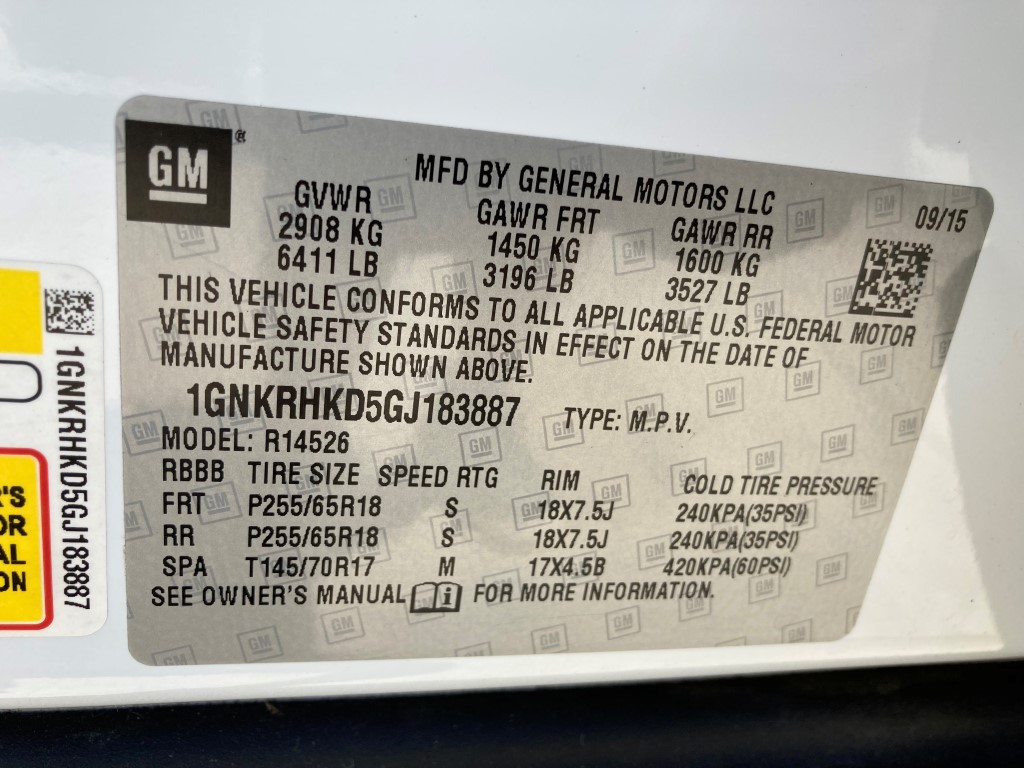 GM ®
MFD BY GENERAL MOTORS LLC
09/15
GVWR GAWR FRT GAWR RR
2908 KG 1450 KG 1600 KG
6411 LB 3196 LB 3527 LB
THIS VEHICLE CONFORMS TO ALL APPLICABLE U.S. FEDERAL MOTOR
VEHICLE SAFETY STANDARDS IN EFFECT ON THE DATE OF
MANUFACTURE SHOWN ABOVE.
1GNKRHKD5GJ183887 TYPE: M.P.V.
MODEL: R14526
RBBB TIRE SIZE SPEED RTG RIM COLD TIRE PRESSURE
FRT P255/65R18 S 18X7.5J 240KPA(35PSI)
RR P255/65R18 S 18X7.5J 240KPA(35PSI)
SPA T145/70R17 M 17X4.5B 420KPA(60PSI)
SEE OWNER'S MANUAL i FOR MORE INFORMATION.
1GNKRHKD5GJ183887
R'S
OR
AL
ON